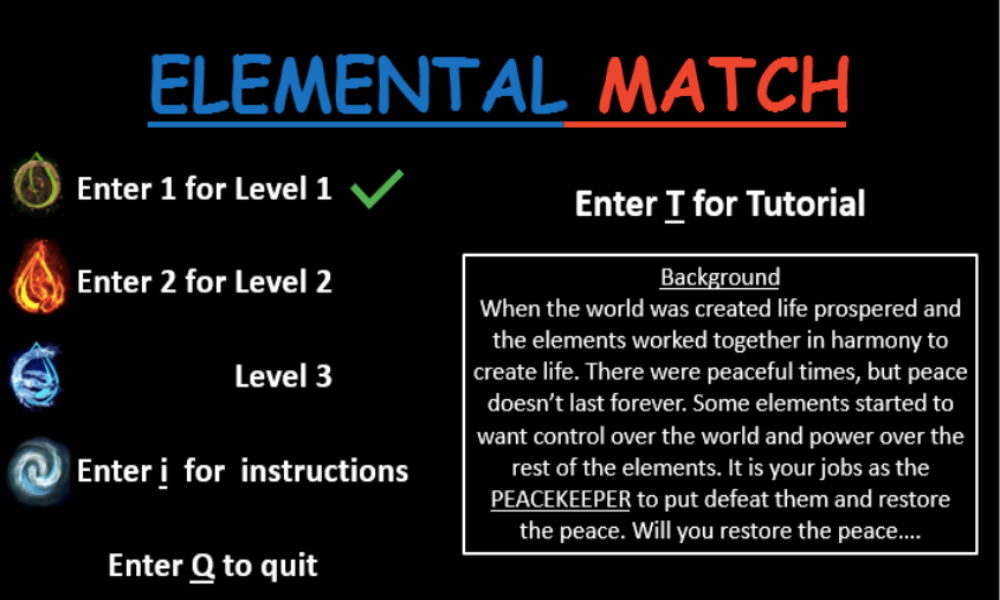 ELEMENTAL MATCH
Enter 1 for Level 1
Enter 2 for Level 2
Level 3
Enter i for instructions
Enter Q to quit
Enter T for Tutorial
Background
When the world was created life prospered and
the elements worked together in harmony to
create life. There were peaceful times, but peace
doesn’t last forever. Some elements started to
want control over the world and power over the
rest of the elements. It is your jobs as the
PEACEKEEPER to put defeat them and restore
the peace. Will you restore the peace....